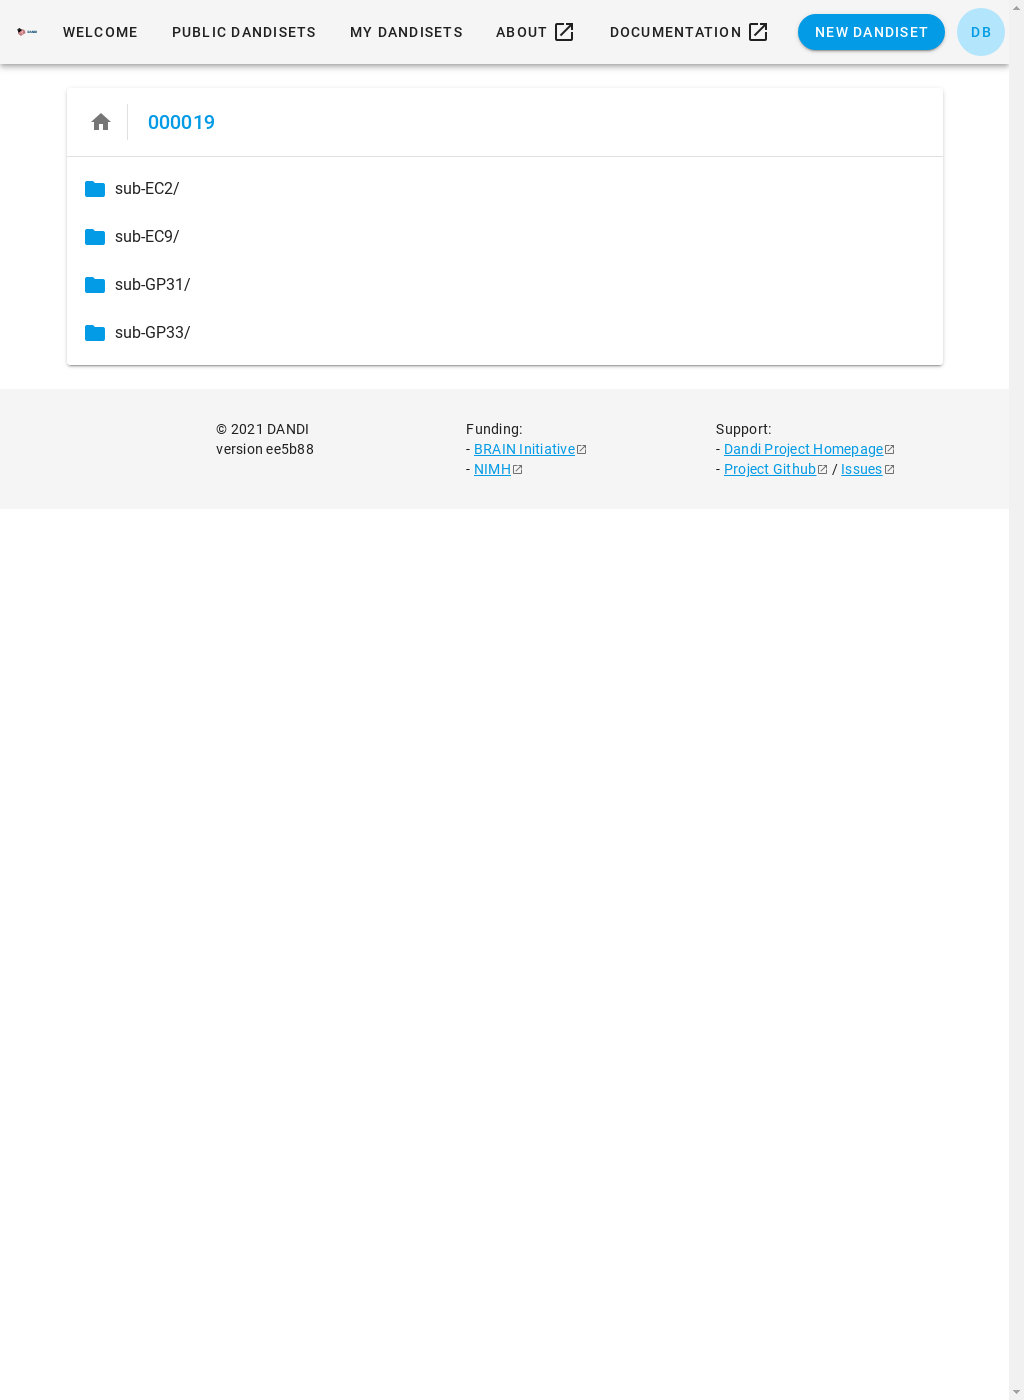 DANDI
WELCOME
PUBLIC DANDISETS
MY DANDISETS
ABOUT
DOCUMENTATION
NEW DANDISET
DB
000019
sub-EC2/
sub-EC9/
sub-GP31/
sub-GP33/
© 2021 DANDI
version ee5b88
Funding:
- BRAIN Initiative
- NIMH
Support:
- Dandi Project Homepage
- Project Github / Issues